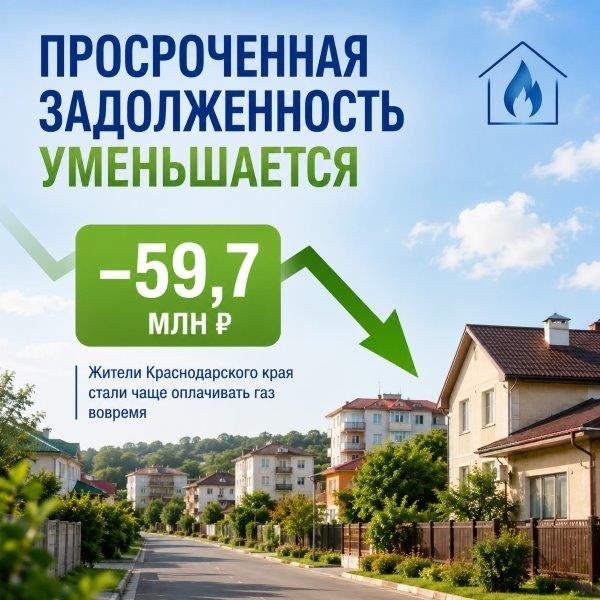 ПРОСРОЧЕННАЯ
ЗАДОЛЖЕННОСТЬ
УМЕНЬШАЕТСЯ
–59,7
МЛН ₽
Жители Краснодарского края
стали чаще оплачивать газ
вовремя